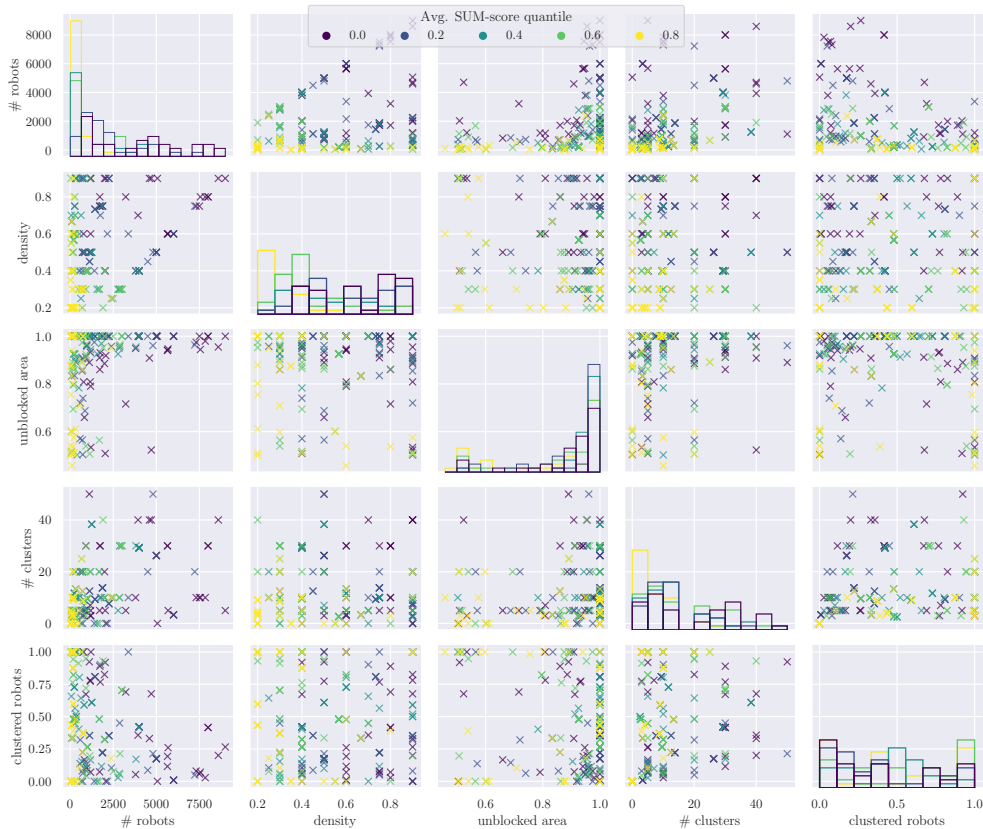 Avg. SUM-score quantile
0.0 0.2 0.4 0.6 0.8
# robots
8000
6000
4000
2000
0
density
0.8
0.6
0.4
0.2
unblocked area
1.0
0.8
0.6
# clusters
40
20
0
clustered robots
1.00
0.75
0.50
0.25
0.00
0 2500 5000 7500
0.2 0.4 0.6 0.8
0.6 0.8 1.0
0 20 40
0.0 0.5 1.0
# robots density unblocked area # clusters clustered robots